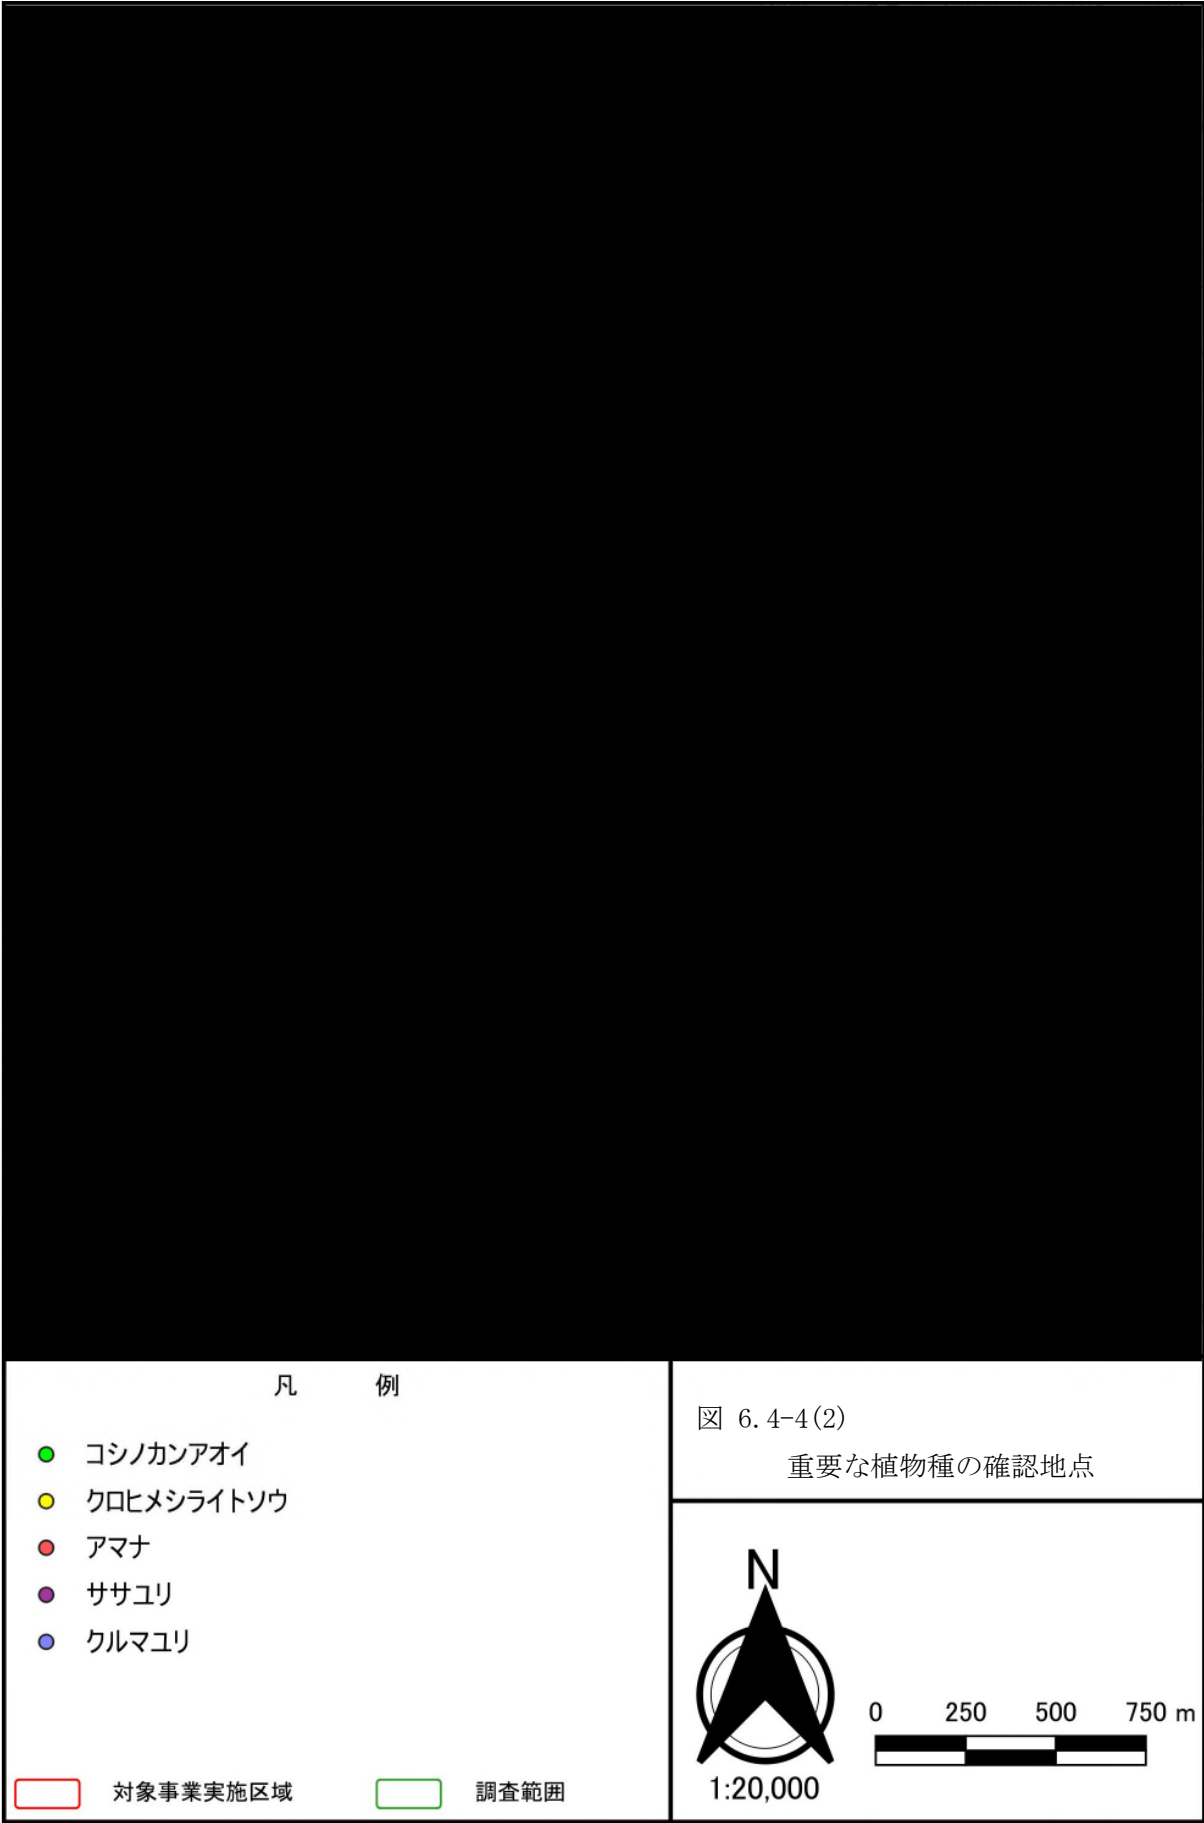 凡 例
コシノカンアオイ
クロヒメシライトソウ
アマナ
ササユリ
クルマユリ
対象事業実施区域 調査範囲
図 6.4-4(2)
重要な植物種の確認地点
N
0 250 500 750 m
1:20,000